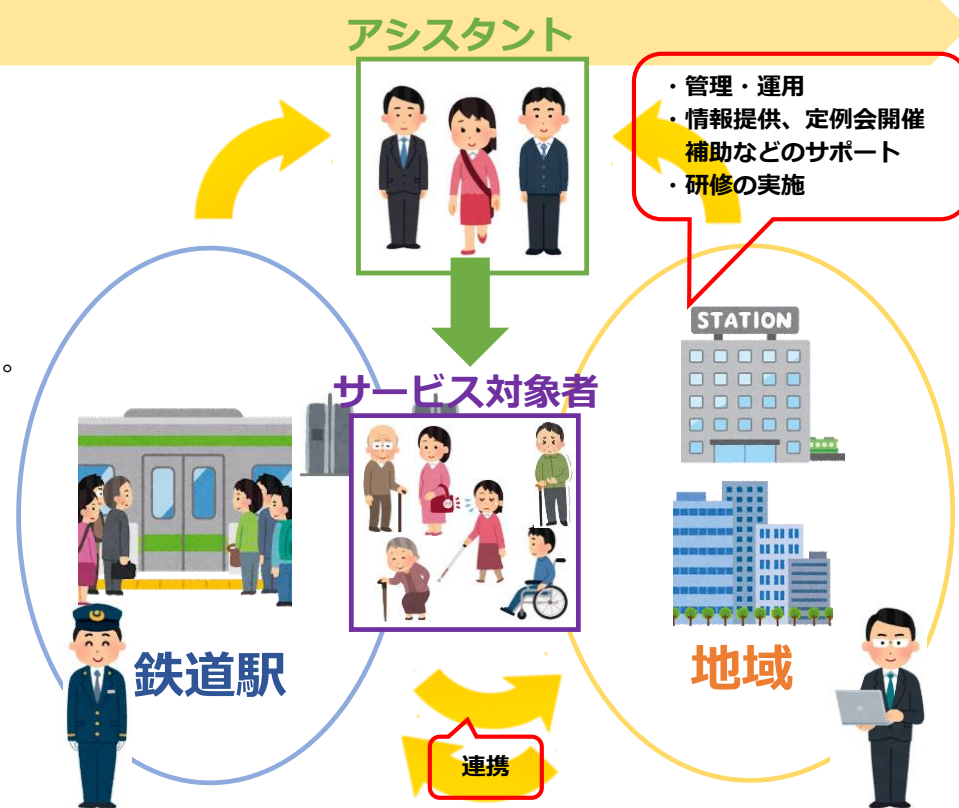 アシスタント
・管理・運用
・情報提供、定例会開催
補助などのサポート
・研修の実施
STATION
。
サービス対象者
鉄道駅
地域
連携